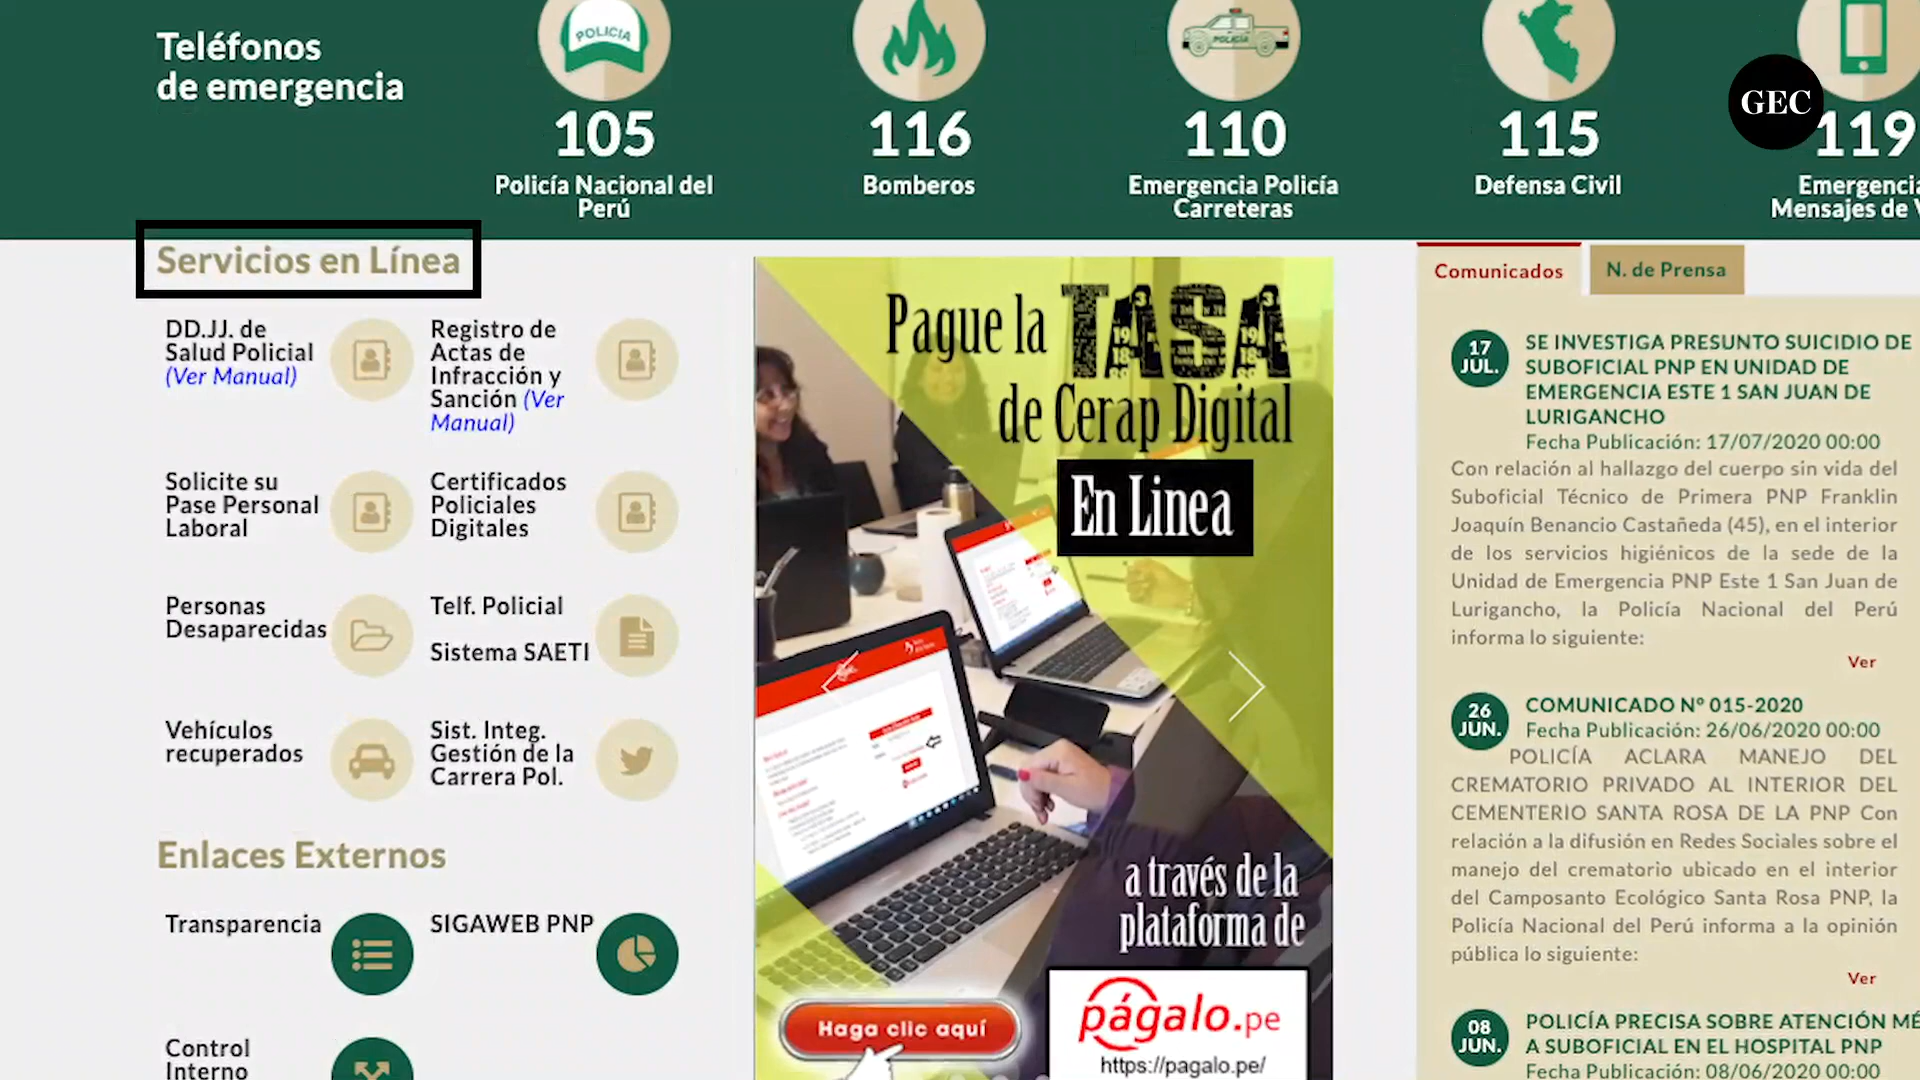 Teléfonos
de emergencia
POLICIA
105
Policía Nacional del
Perú
116
Bomberos
POLICIA
110
Emergencia Policía
Carreteras
115
Defensa Civil
GEC
119
Emergencia
Mensajes de V
Servicios en Línea
DD.JJ. de
Salud Policial
(Ver Manual)
Registro de
Actas de
Infracción y
Sanción (Ver
Manual)
Solicite su
Pase Personal
Laboral
Certificados
Policiales
Digitales
Personas
Desaparecidas
Telf. Policial
Sistema SAETI
Vehículos
recuperados
Sist. Integ.
Gestión de la
Carrera Pol.
Enlaces Externos
Transparencia
SIGAWEB PNP
Control
Interno
Pague la TASA
de Cerap Digital
En Linea
a través de la
plataforma de
Haga clic aquí
págalo.pe
https://pagalo.pe/
Comunicados
N. de Prensa
17
JUL.
SE INVESTIGA PRESUNTO SUICIDIO DE
SUBOFICIAL PNP EN UNIDAD DE
EMERGENCIA ESTE 1 SAN JUAN DE
LURIGANCHO
Fecha Publicación: 17/07/2020 00:00
Con relación al hallazgo del cuerpo sin vida del
Suboficial Técnico de Primera PNP Franklin
Joaquín Benancio Castañeda (45), en el interior
de los servicios higiénicos de la sede de la
Unidad de Emergencia PNP Este 1 San Juan de
Lurigancho, la Policía Nacional del Perú
informa lo siguiente:
Ver
26
JUN.
COMUNICADO Nº 015-2020
Fecha Publicación: 26/06/2020 00:00
POLICÍA ACLARA MANEJO DEL
CREMATORIO PRIVADO AL INTERIOR DEL
CEMENTERIO SANTA ROSA DE LA PNP Con
relación a la difusión en Redes Sociales sobre el
manejo del crematorio ubicado en el interior
del Camposanto Ecológico Santa Rosa PNP, la
Policía Nacional del Perú informa a la opinión
pública lo siguiente:
Ver
08
JUN.
POLICÍA PRECISA SOBRE ATENCIÓN MÉ
A SUBOFICIAL EN EL HOSPITAL PNP
Fecha Publicación: 08/06/2020 00:00